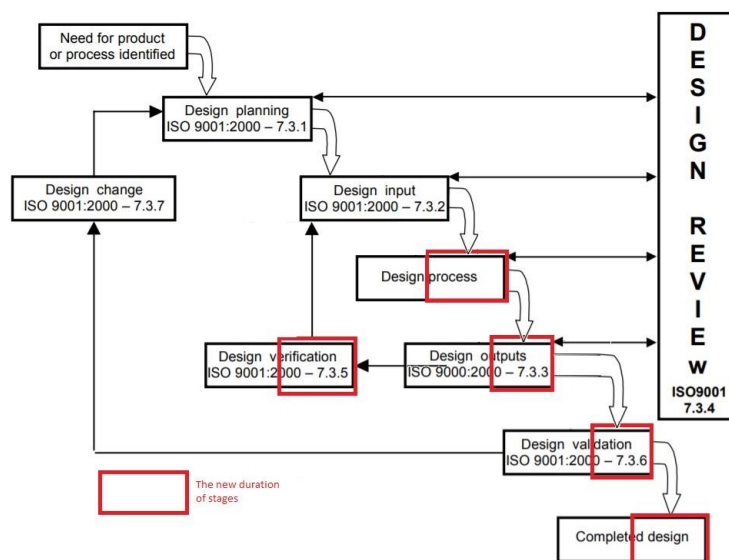 Need for product
or process identified
Design planning
ISO 9001:2000 – 7.3.1
Design change
ISO 9001:2000 – 7.3.7
Design input
ISO 9001:2000 – 7.3.2
Design process
Design verification
ISO 9001:2000 – 7.3.5
Design outputs
ISO 9000:2000 – 7.3.3
Design validation
ISO 9001:2000 – 7.3.6
Completed design
The new duration
of stages
D
E
S
I
G
N
R
E
V
I
E
w
ISO9001
7.3.4